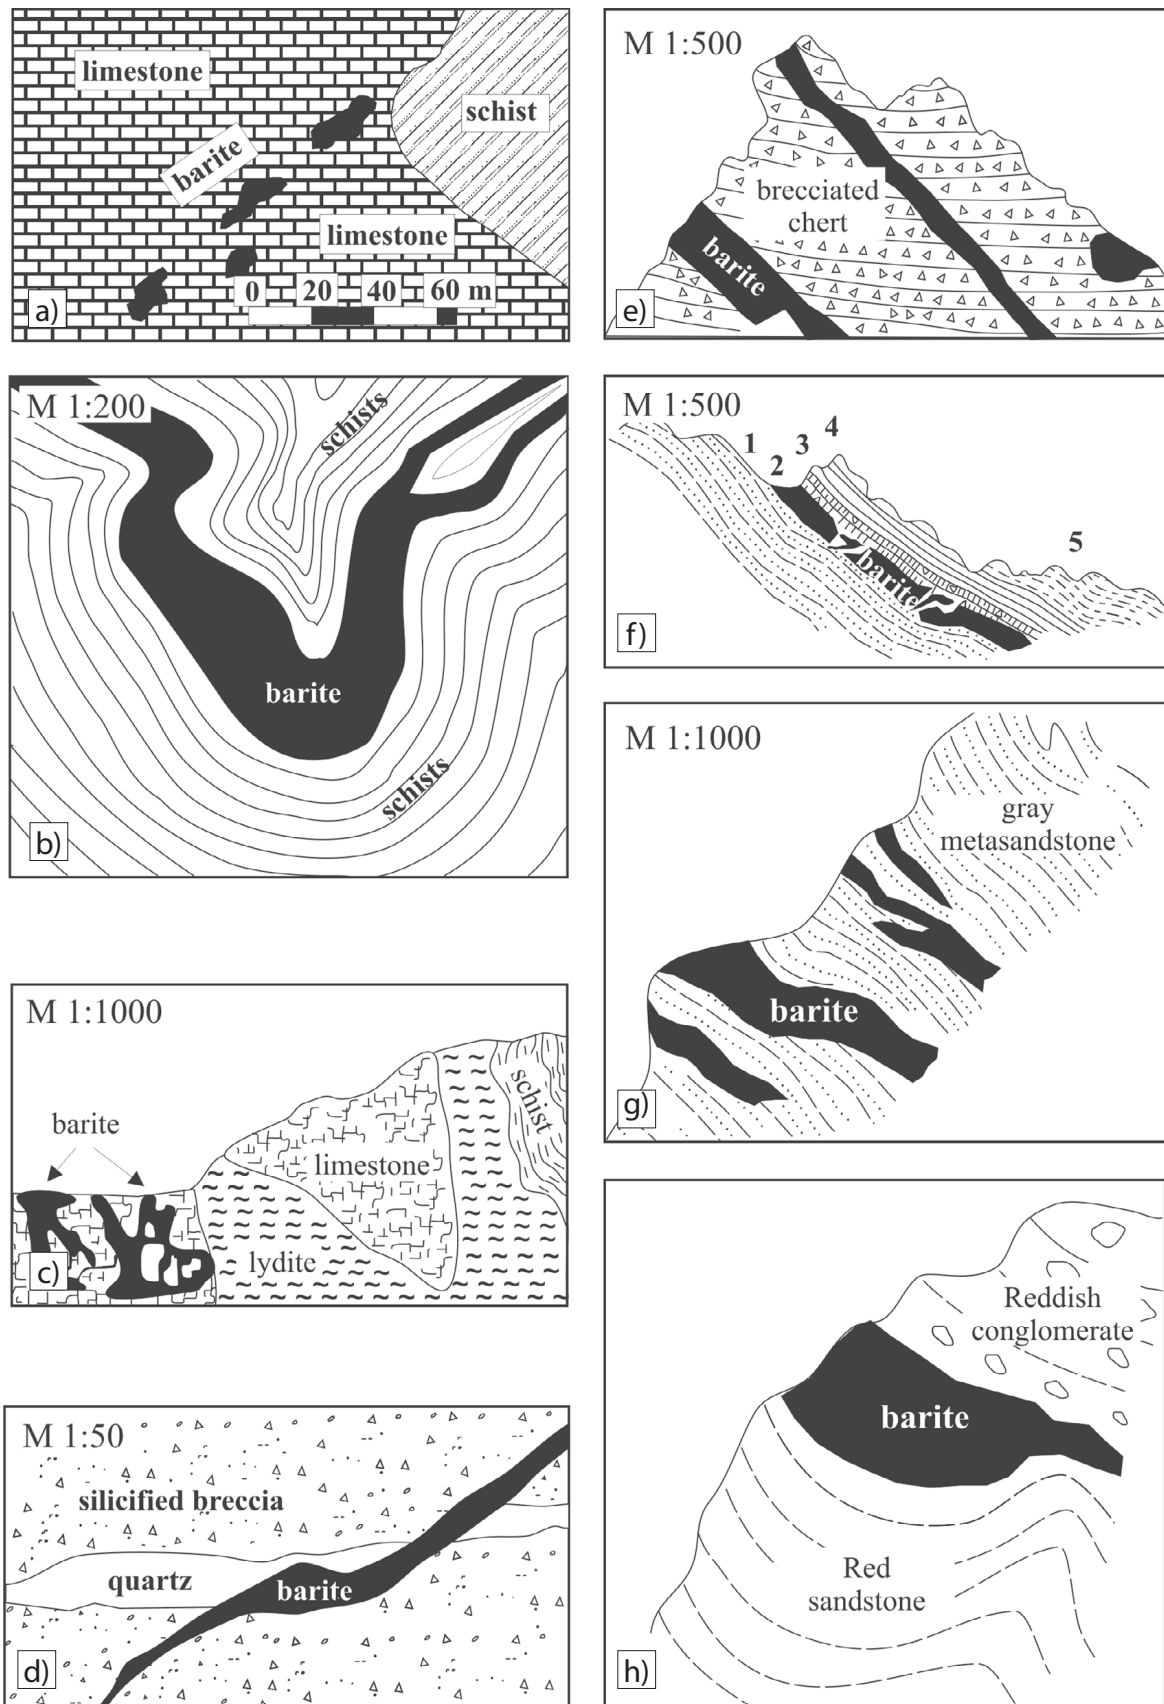 limestone
schist
barite
limestone
0 20 40 60 m
a)
M 1:200
schists
barite
schists
b)
M 1:1000
barite
schist
limestone
lydite
c)
M 1:50
silicified breccia
quartz
barite
d)
M 1:500
brecciated
chert
barite
e)
M 1:500
1
2
3
4
5
barite
f)
M 1:1000
gray
metasandstone
barite
g)
Reddish
conglomerate
barite
Red
sandstone
h)